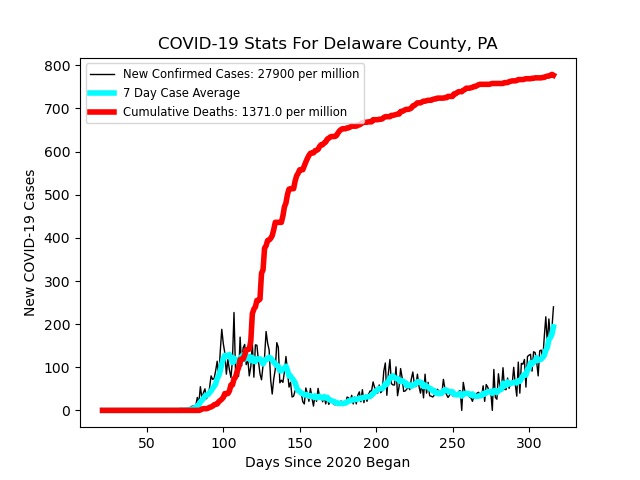 COVID-19 Stats For Delaware County, PA
New Confirmed Cases: 27900 per million
7 Day Case Average
Cumulative Deaths: 1371.0 per million
New COVID-19 Cases
800
700
600
500
400
300
200
100
0
50 100 150 200 250 300
Days Since 2020 Began